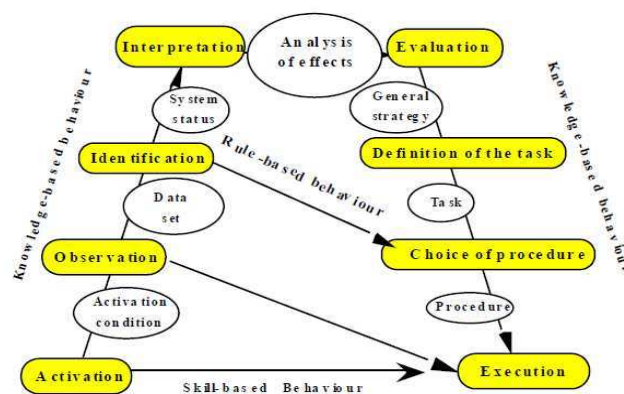 Interpretation
Analysis
of effects
Evaluation
System
status
General
strategy
Knowledge-based behaviour
Knowledge-based behaviour
Identification
Rule-based behaviour
Definition of the task
Data
set
Task
Observation
Choice of procedure
Activation
condition
Procedure
Activation
Skill-based Behaviour
Execution